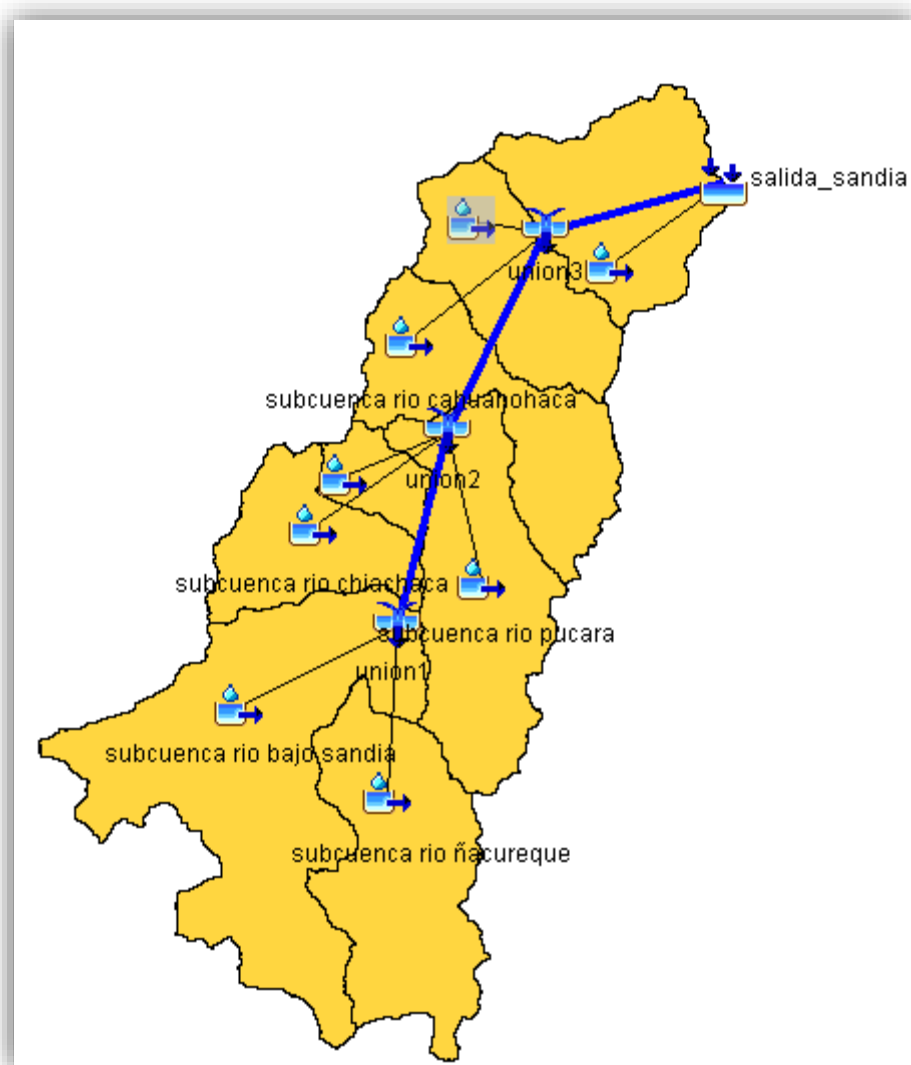 salida_sandia
union3
subcuenca rio cahuanohaca
union2
subcuenca rio chiachaca
subcuenca rio pucara
union1
subcuenca rio bajo sandia
subcuenca rio ñacureque